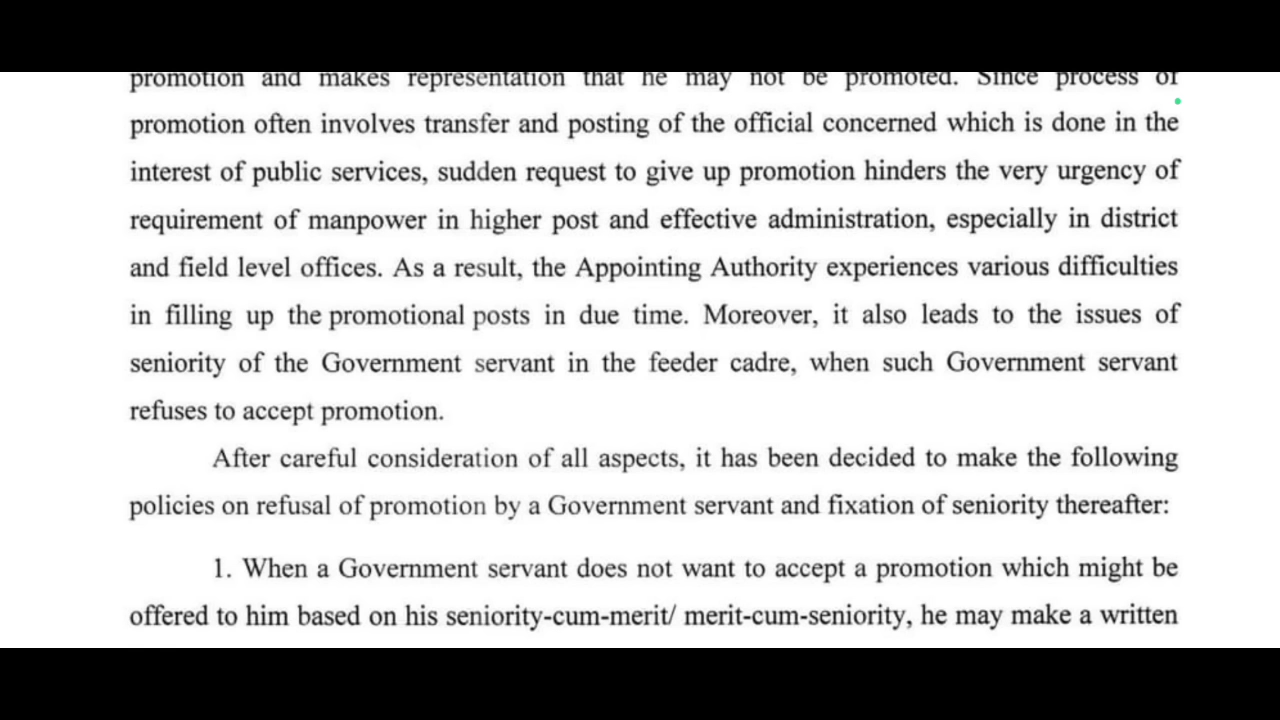 promotion and makes representation that he may not be promoted. Since process of
promotion often involves transfer and posting of the official concerned which is done in the
interest of public services, sudden request to give up promotion hinders the very urgency of
requirement of manpower in higher post and effective administration, especially in district
and field level offices. As a result, the Appointing Authority experiences various difficulties
in filling up the promotional posts in due time. Moreover, it also leads to the issues of
seniority of the Government servant in the feeder cadre, when such Government servant
refuses to accept promotion.
After careful consideration of all aspects, it has been decided to make the following
policies on refusal of promotion by a Government servant and fixation of seniority thereafter:
1. When a Government servant does not want to accept a promotion which might be
offered to him based on his seniority-cum-merit/ merit-cum-seniority, he may make a written